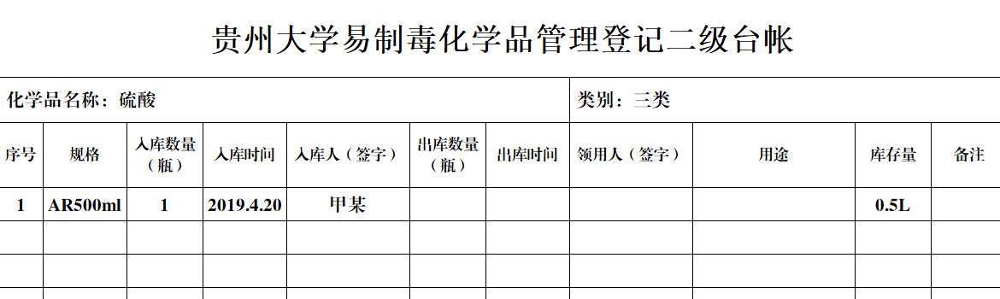 贵州大学易制毒化学品管理登记二级台帐
化学品名称：硫酸 类别：三类
序号 规格 入库数量（瓶） 入库时间 入库人（签字） 出库数量（瓶） 出库时间 领用人（签字） 用途 库存量 备注
1 AR500ml 1 2019.4.20 甲某 0.5L